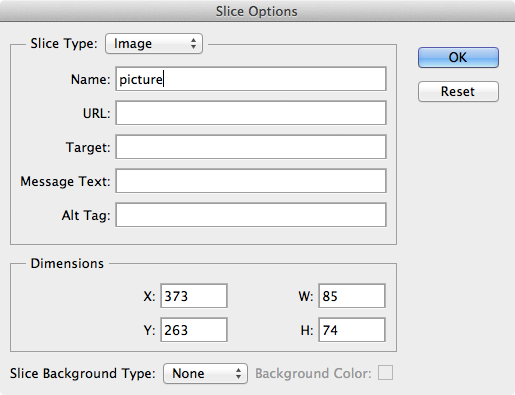 Slice Options
Slice Type: Image
OK
Name: picture
Reset
URL:
Target:
Message Text:
Alt Tag:
Dimensions
X: 373 W: 85
Y: 263 H: 74
Slice Background Type: None Background Color: